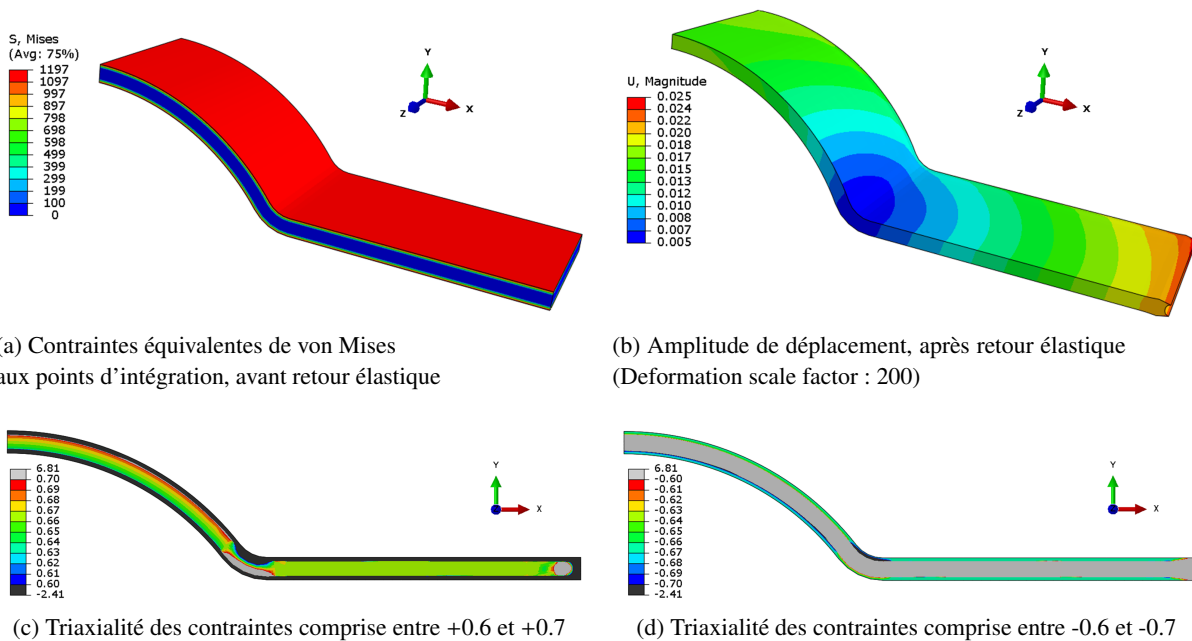 S, Mises
(Avg: 75%)
1197
1097
997
897
798
698
598
499
399
299
199
100
0
Y
X
Z
U, Magnitude
0.025
0.024
0.020
0.018
0.017
0.015
0.013
0.012
0.010
0.008
0.007
0.005
Y
X
Z
(a) Contraintes équivalentes de von Mises
aux points d'intégration, avant retour élastique
(b) Amplitude de déplacement, après retour élastique
(Deformation scale factor : 200)
6.81
0.70
0.69
0.68
0.67
0.66
0.65
0.64
0.63
0.62
0.62
0.61
0.60
-2.41
Y
X
6.81
-0.60
-0.61
-0.62
-0.63
-0.64
-0.65
-0.66
-0.67
-0.68
-0.68
-0.69
-0.70
-2.41
Y
X
(c) Triaxialité des contraintes comprise entre +0.6 et +0.7
(d) Triaxialité des contraintes comprise entre -0.6 et -0.7